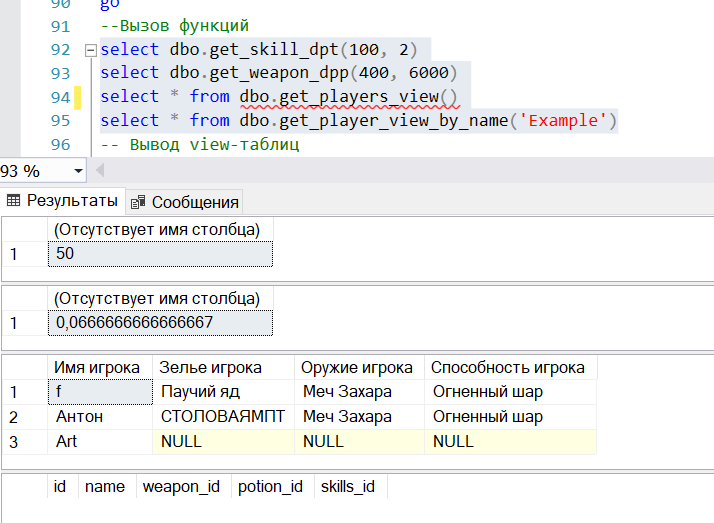 90 go
91 --Вызов функций
92 select dbo.get_skill_dpt(100, 2)
93 select dbo.get_weapon_dpp(400, 6000)
94 select * from dbo.get_players_view()
95 select * from dbo.get_player_view_by_name('Example')
96 -- Вывод view-таблиц
93 %
Результаты Сообщения
(Отсутствует имя столбца)
1 50
(Отсутствует имя столбца)
1 0,0666666666666667
Имя игрока Зелье игрока Оружие игрока Способность игрока
1 f Паучий яд Меч Захара Огненный шар
2 Антон СТОЛОВАЯМПТ Меч Захара Огненный шар
3 Art NULL NULL NULL
id name weapon_id potion_id skills_id